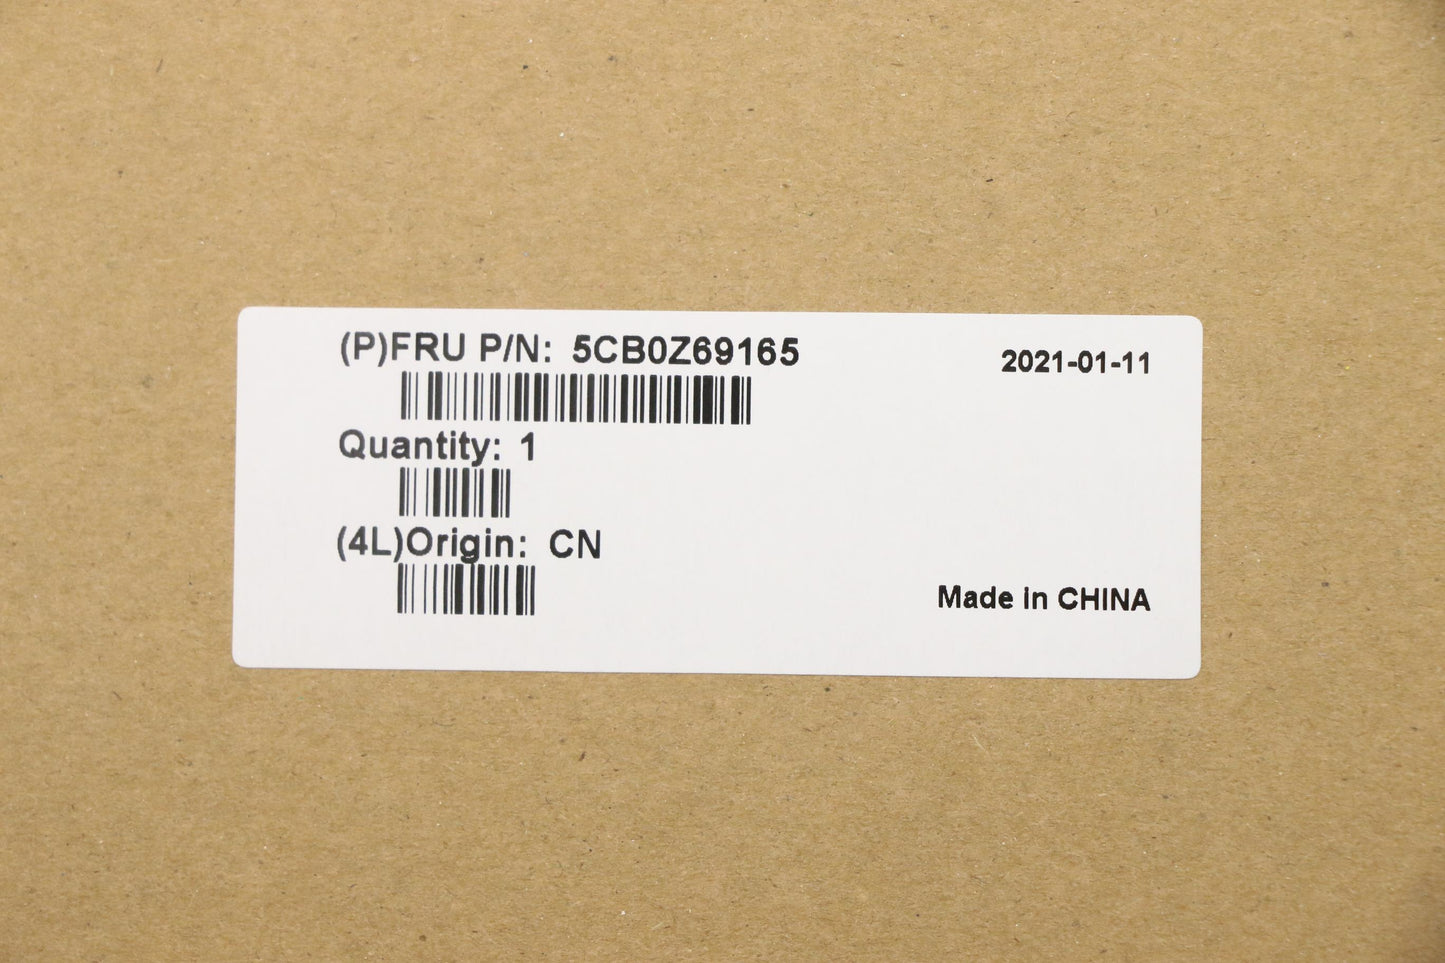 (P)FRU P/N: 5CB0Z69165
2021-01-11
Quantity: 1
(4L)Origin: CN
Made in CHINA